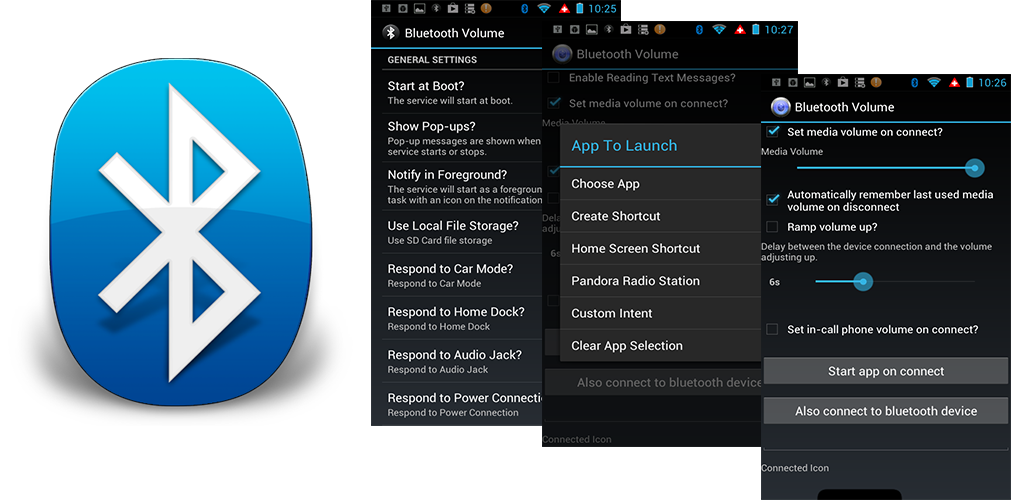 10:25
Bluetooth Volume
GENERAL SETTINGS
Start at Boot?
The service will start at boot.
Show Pop-ups?
Pop-up messages are shown when
service starts or stops.
Notify in Foreground?
The service will start as a foregroun
task with an icon on the notification
Use Local File Storage?
Use SD Card file storage
Respond to Car Mode?
Respond to Car Mode
Respond to Home Dock?
Respond to Home Dock
Respond to Audio Jack?
Respond to Audio Jack
Respond to Power Connecti
Respond to Power Connection
10:27
Bluetooth Volume
Enable Reading Text Messages?
Set media volume on connect?
Media Volume
App To Launch
Choose App
Create Shortcut
Home Screen Shortcut
Pandora Radio Station
Custom Intent
Clear App Selection
Dela
adju
6s
Also connect to bluetooth device
Connected Icon
10:26
Bluetooth Volume
Set media volume on connect?
Media Volume
Automatically remember last used media
volume on disconnect
Ramp volume up?
Delay between the device connection and the volume
adjusting up.
6s
Set in-call phone volume on connect?
Start app on connect
Also connect to bluetooth device
Connected Icon